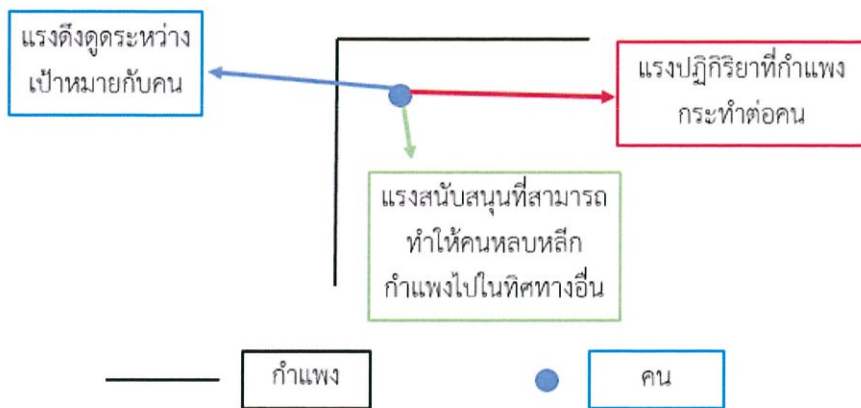 แรงดึงดูดระหว่าง
เป้าหมายกับคน
แรงปฏิกิริยาที่กำแพง
กระทำต่อคน
แรงสนับสนุนที่สามารถ
ทำให้คนหลบหลีก
กำแพงไปในทิศทางอื่น
กำแพง
คน